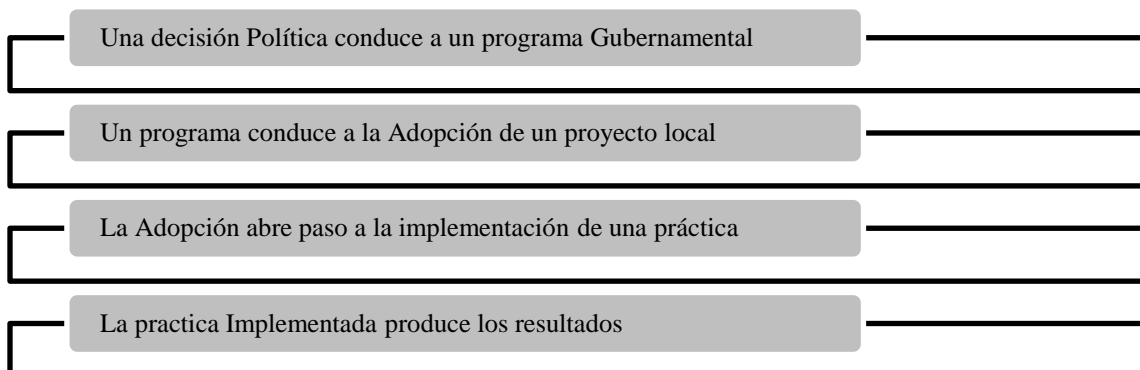 Una decisión Política conduce a un programa Gubernamental
Un programa conduce a la Adopción de un proyecto local
La Adopción abre paso a la implementación de una práctica
La practica Implementada produce los resultados